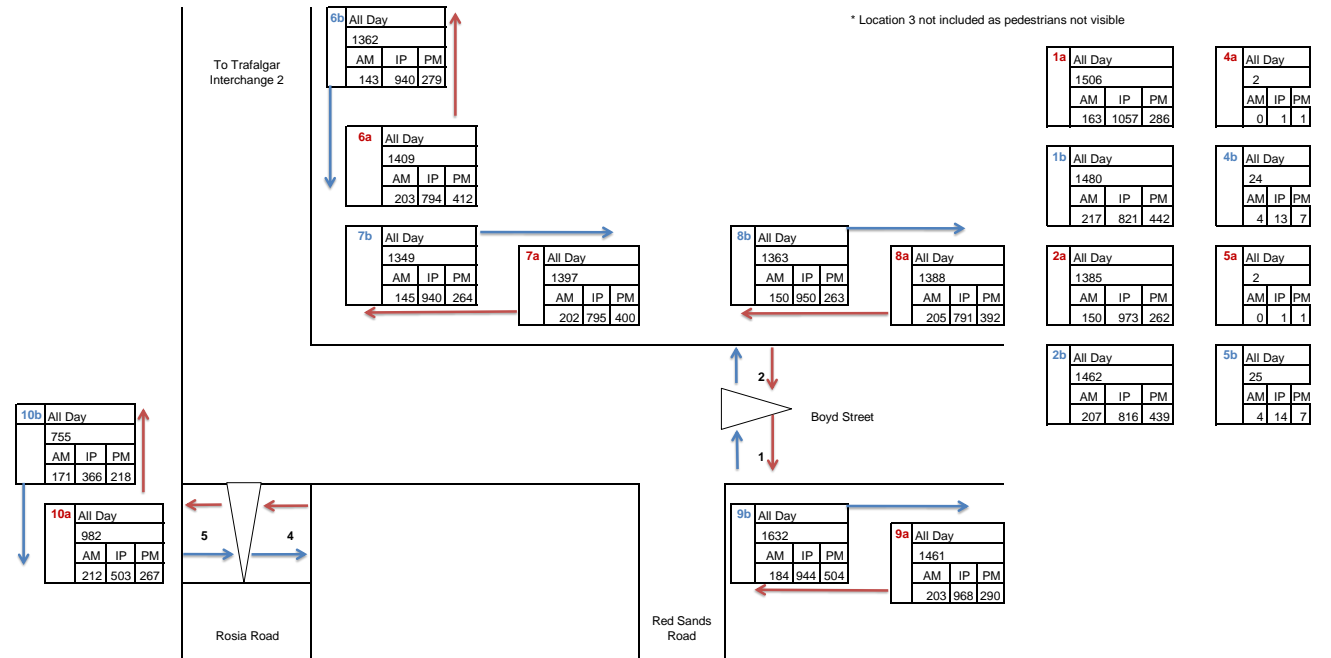 * Location 3 not included as pedestrians not visible
To Trafalgar
Interchange 2
6b All Day
1362
AM IP PM
143 940 279
6a All Day
1409
AM IP PM
203 794 412
7b All Day
1349
AM IP PM
145 940 264
7a All Day
1397
AM IP PM
202 795 400
8b All Day
1363
AM IP PM
150 950 263
8a All Day
1388
AM IP PM
205 791 392
1a All Day
1506
AM IP PM
163 1057 286
4a All Day
2
AM IP PM
0 1 1
1b All Day
1480
AM IP PM
217 821 442
4b All Day
24
AM IP PM
4 13 7
2a All Day
1385
AM IP PM
150 973 262
5a All Day
2
AM IP PM
0 1 1
2b All Day
1462
AM IP PM
207 816 439
5b All Day
25
AM IP PM
4 14 7
2
Boyd Street
1
10b All Day
755
AM IP PM
171 366 218
10a All Day
982
AM IP PM
212 503 267
5
4
9b All Day
1632
AM IP PM
184 944 504
9a All Day
1461
AM IP PM
203 968 290
Rosia Road
Red Sands
Road